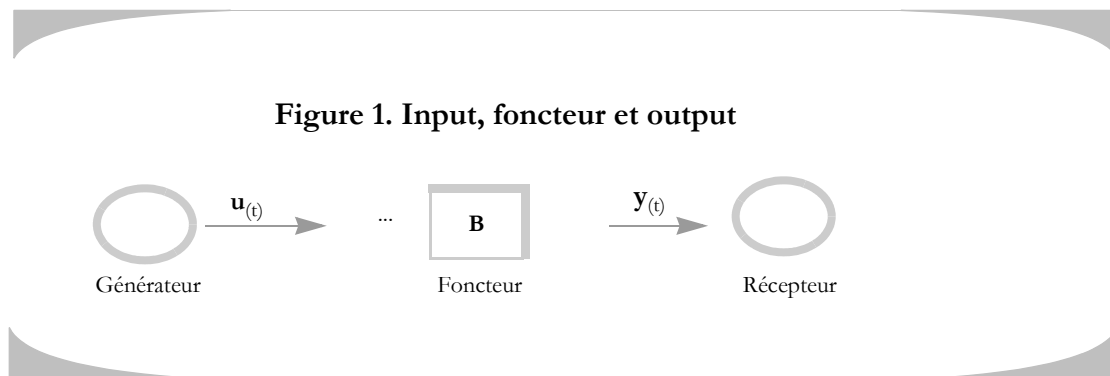 Figure 1. Input, foncteur et output
u(t)
...
B
y(t)
Générateur
Foncteur
Récepteur